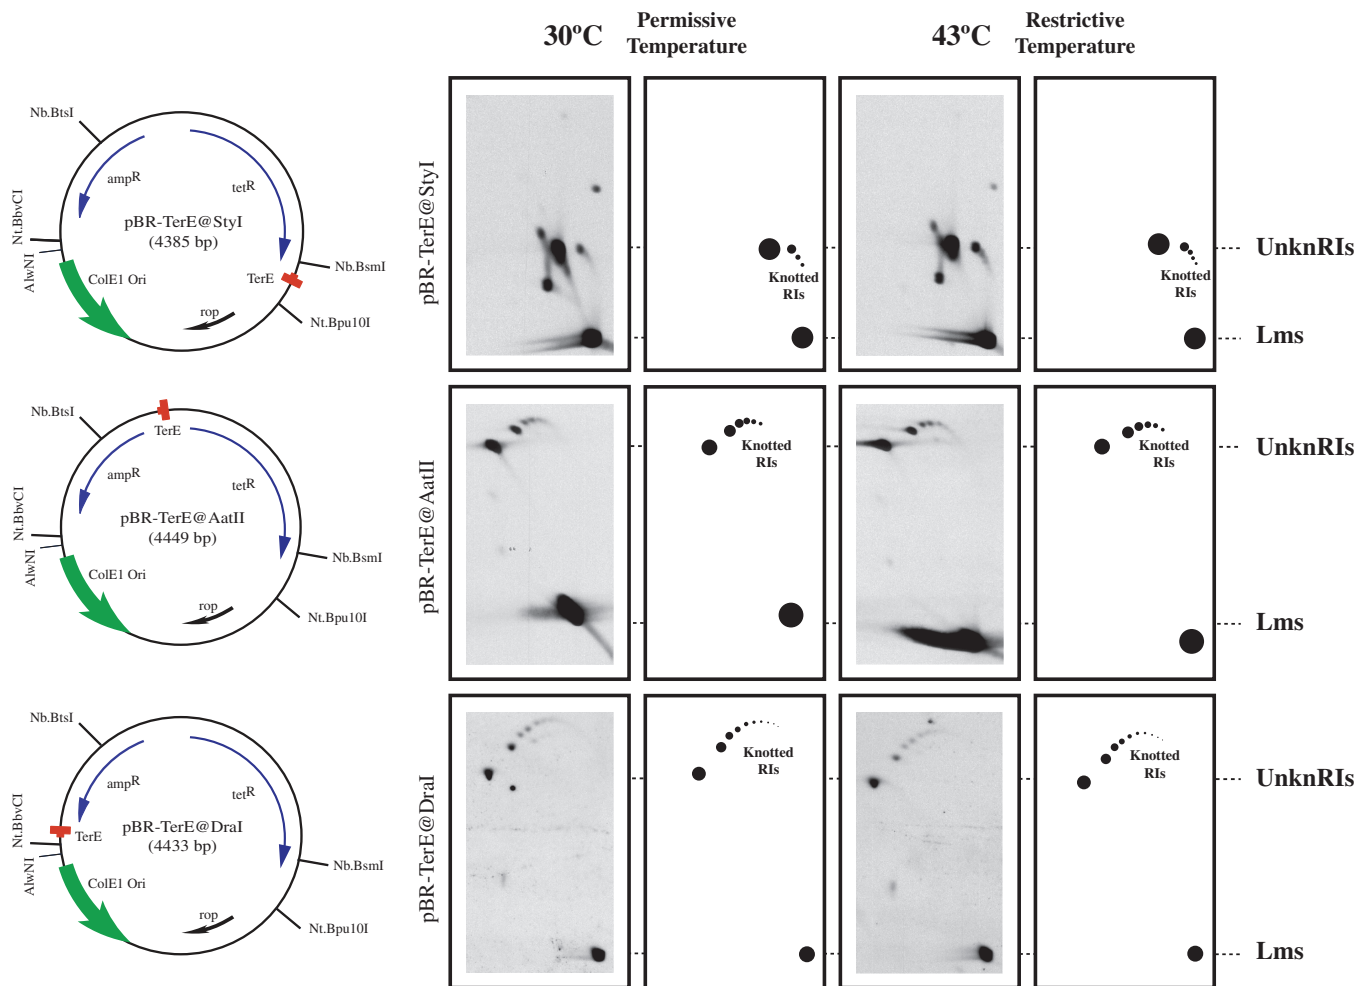 30ºC
Permissive
Temperature
43ºC
Restrictive
Temperature
Nb.BtsI
ampR
tetR
Nt.BbvCI
AlwNI
pBR-TerE@StyI
(4385 bp)
ColE1 Ori
TerE
Nb.BsmI
rop
Nt.Bpu10I
pBR-TerE@StyI
Knotted
RIs
Knotted
RIs
UnknRIs
Lms
Nb.BtsI
TerE
ampR
tetR
Nt.BbvCI
AlwNI
pBR-TerE@AatII
(4449 bp)
ColE1 Ori
Nb.BsmI
rop
Nt.Bpu10I
pBR-TerE@AatII
Knotted
RIs
Knotted
RIs
UnknRIs
Lms
Nb.BtsI
ampR
tetR
Nt.BbvCI
AlwNI
TerE
pBR-TerE@DraI
(4433 bp)
ColE1 Ori
Nb.BsmI
rop
Nt.Bpu10I
pBR-TerE@DraI
Knotted
RIs
Knotted
RIs
UnknRIs
Lms